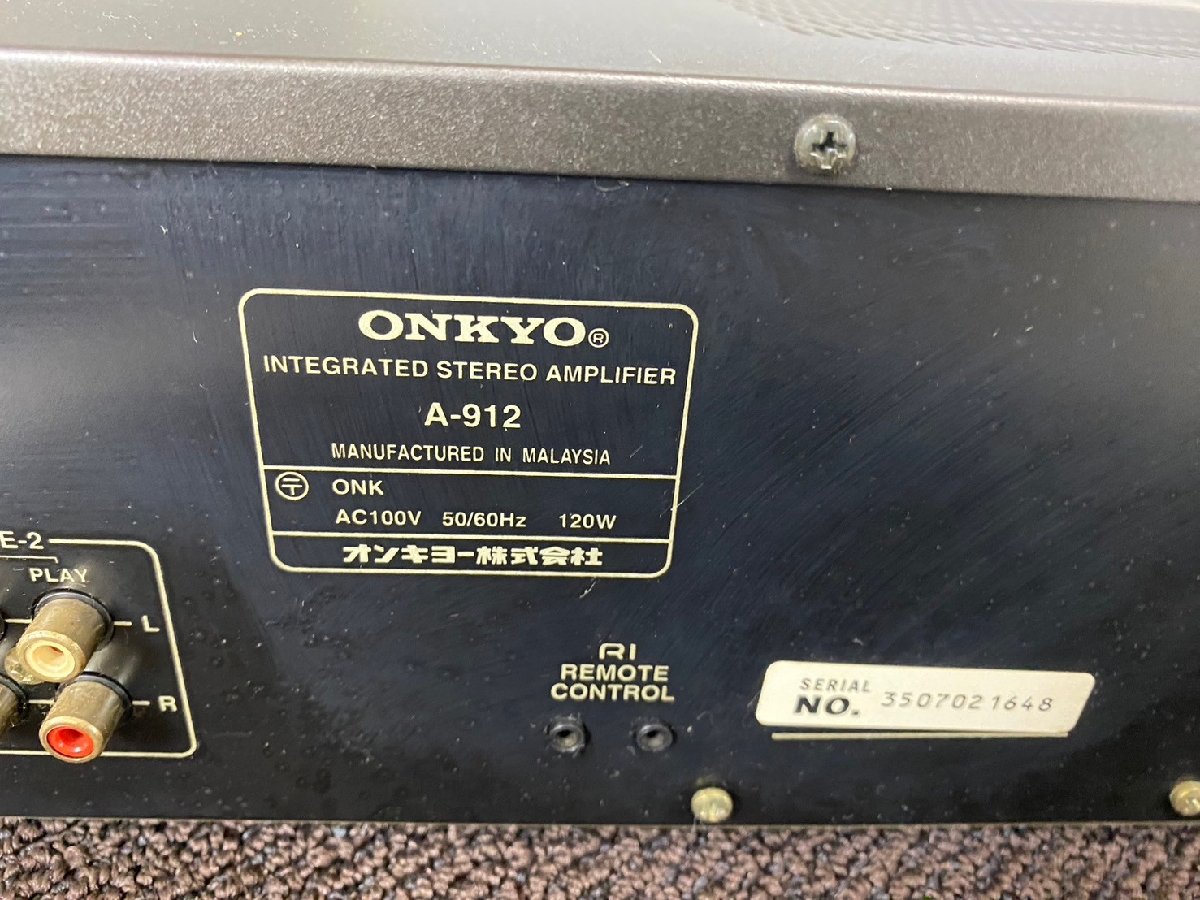 ONKYO®
INTEGRATED STEREO AMPLIFIER
A-912
MANUFACTURED IN MALAYSIA
ONK
AC100V 50/60Hz 120W
オンキヨー株式会社
E-2
PLAY
L
R
RI
REMOTE
CONTROL
SERIAL
NO. 3507021648